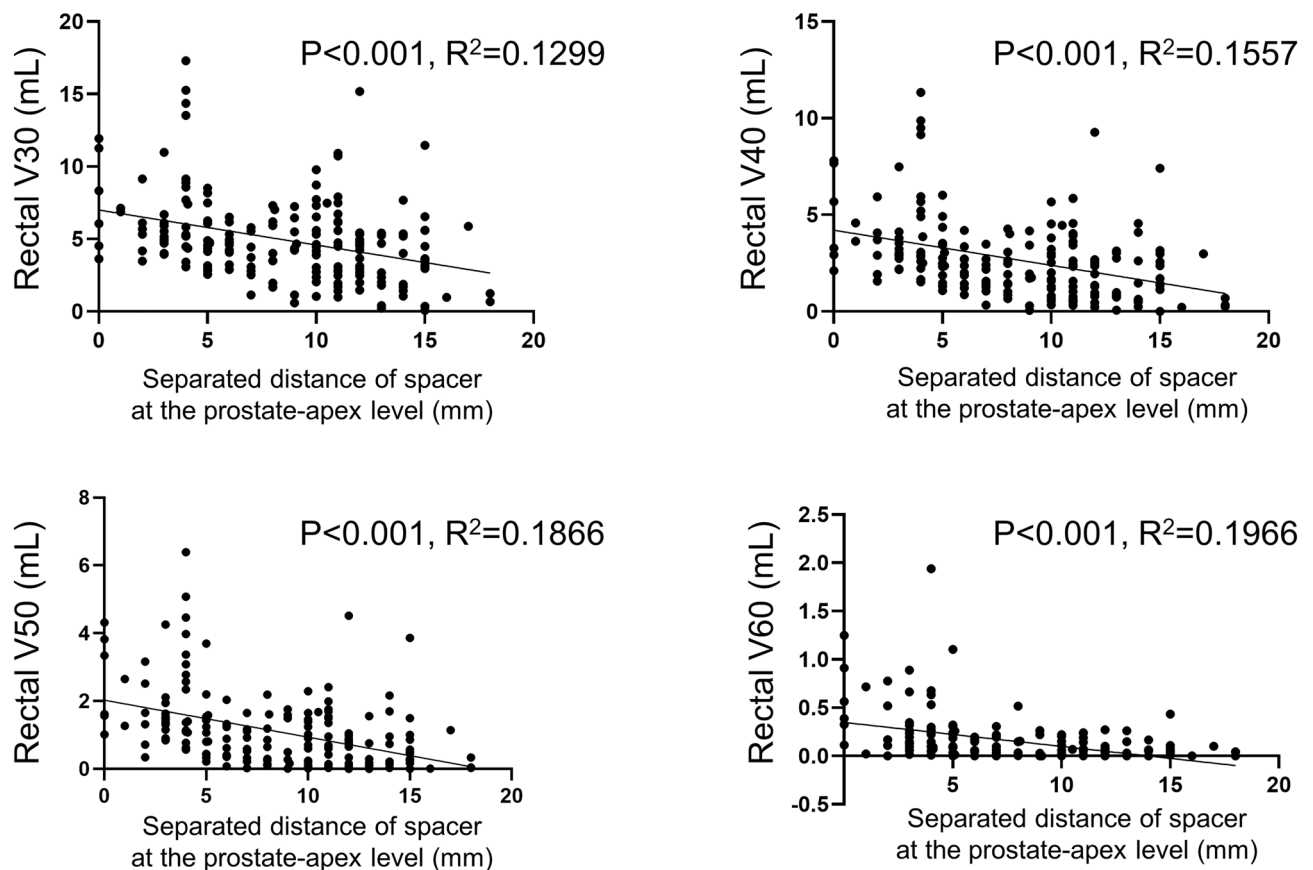 P<0.001, R²=0.1299
Rectal V30 (mL)
20
15
10
5
0
0 5 10 15 20
Separated distance of spacer
at the prostate-apex level (mm)
P<0.001, R²=0.1557
Rectal V40 (mL)
15
10
5
0
0 5 10 15 20
Separated distance of spacer
at the prostate-apex level (mm)
P<0.001, R²=0.1866
Rectal V50 (mL)
8
6
4
2
0
0 5 10 15 20
Separated distance of spacer
at the prostate-apex level (mm)
P<0.001, R²=0.1966
Rectal V60 (mL)
2.5
2.0
1.5
1.0
0.5
0.0
-0.5
5 10 15 20
Separated distance of spacer
at the prostate-apex level (mm)